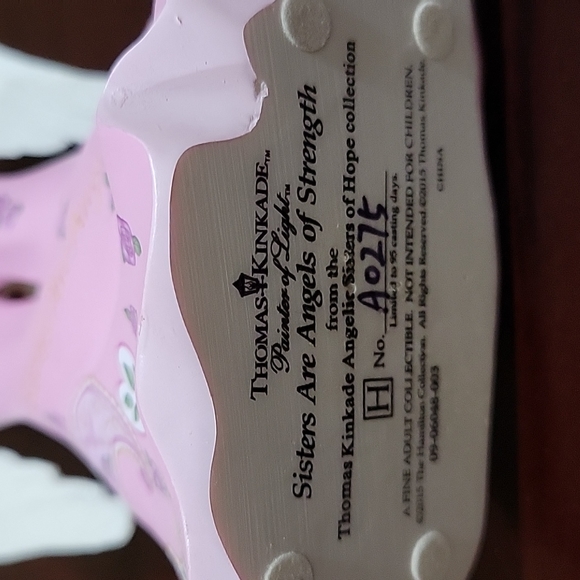 THOMAS KINKADE™
Painter of Light™
Sisters Are Angels of Strength
from the
Thomas Kinkade Angelic Sisters of Hope collection
H No. A0275
Limited to 95 casting days.
A FINE ADULT COLLECTIBLE. NOT INTENDED FOR CHILDREN.
©2015 The Hamilton Collection. All Rights Reserved. ©2015 Thomas Kinkade
09-06048-003
CHINA